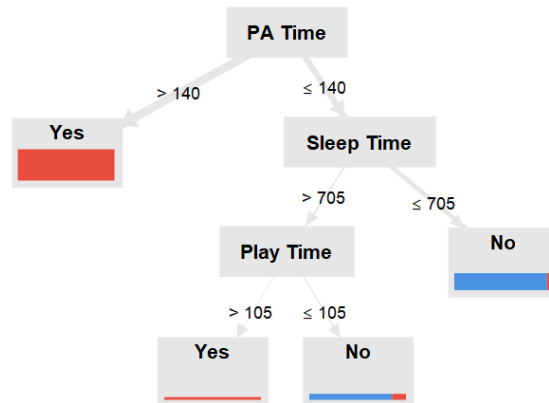 PA Time
> 140
≤ 140
Yes
Sleep Time
> 705
≤ 705
Play Time
No
> 105
≤ 105
Yes
No